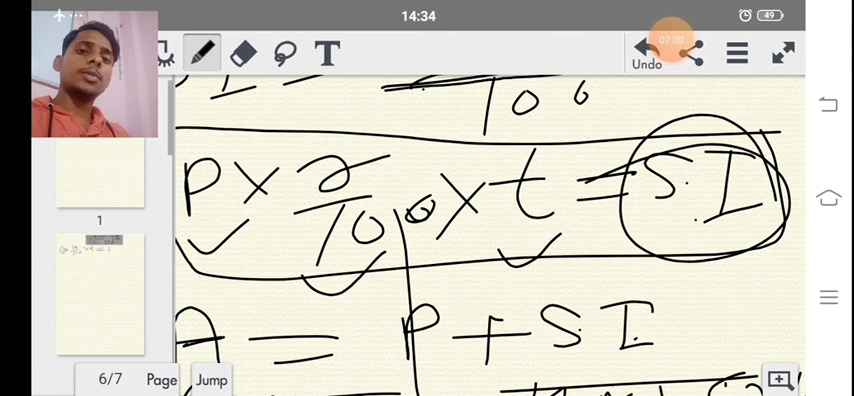 14:34
49
07:00
T
Undo
100
P × r/100 × t = S.I
1
A = P + S.I
6/7 Page Jump